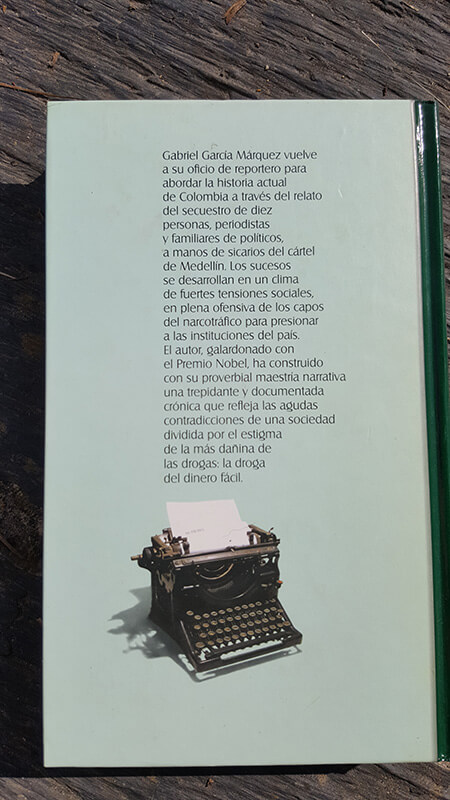 Gabriel García Márquez vuelve
a su oficio de reportero para
abordar la historia actual
de Colombia a través del relato
del secuestro de diez
personas, periodistas
y familiares de políticos,
a manos de sicarios del cártel
de Medellín. Los sucesos
se desarrollan en un clima
de fuertes tensiones sociales,
en plena ofensiva de los capos
del narcotráfico para presionar
a las instituciones del país.
El autor, galardonado con
el Premio Nobel, ha construido
con su proverbial maestría narrativa
una trepidante y documentada
crónica que refleja las agudas
contradicciones de una sociedad
dividida por el estigma
de la más dañina de
las drogas: la droga
del dinero fácil.